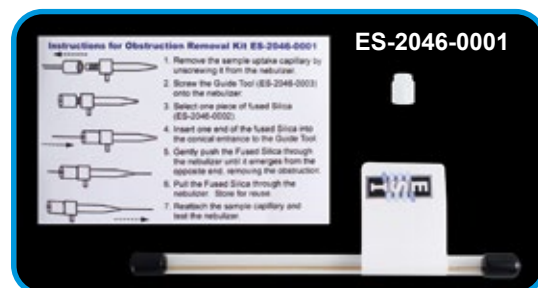 Instructions for Obstruction Removal Kit ES-2046-0001
1. Remove the sample uptake capillary by
unscrewing it from the nebulizer.
2. Screw the Guide Tool (ES-2046-0003)
onto the nebulizer.
3. Select one piece of fused Silica
(ES-2046-0002).
4. Insert one end of the fused Silica into
the conical entrance to the Guide Tool.
5. Gently push the Fused Silica through
the nebulizer until it emerges from the
opposite end, removing the obstruction.
6. Pull the Fused Silica through the
nebulizer. Store for reuse.
7. Reattach the sample capillary and
test the nebulizer.
ES-2046-0001